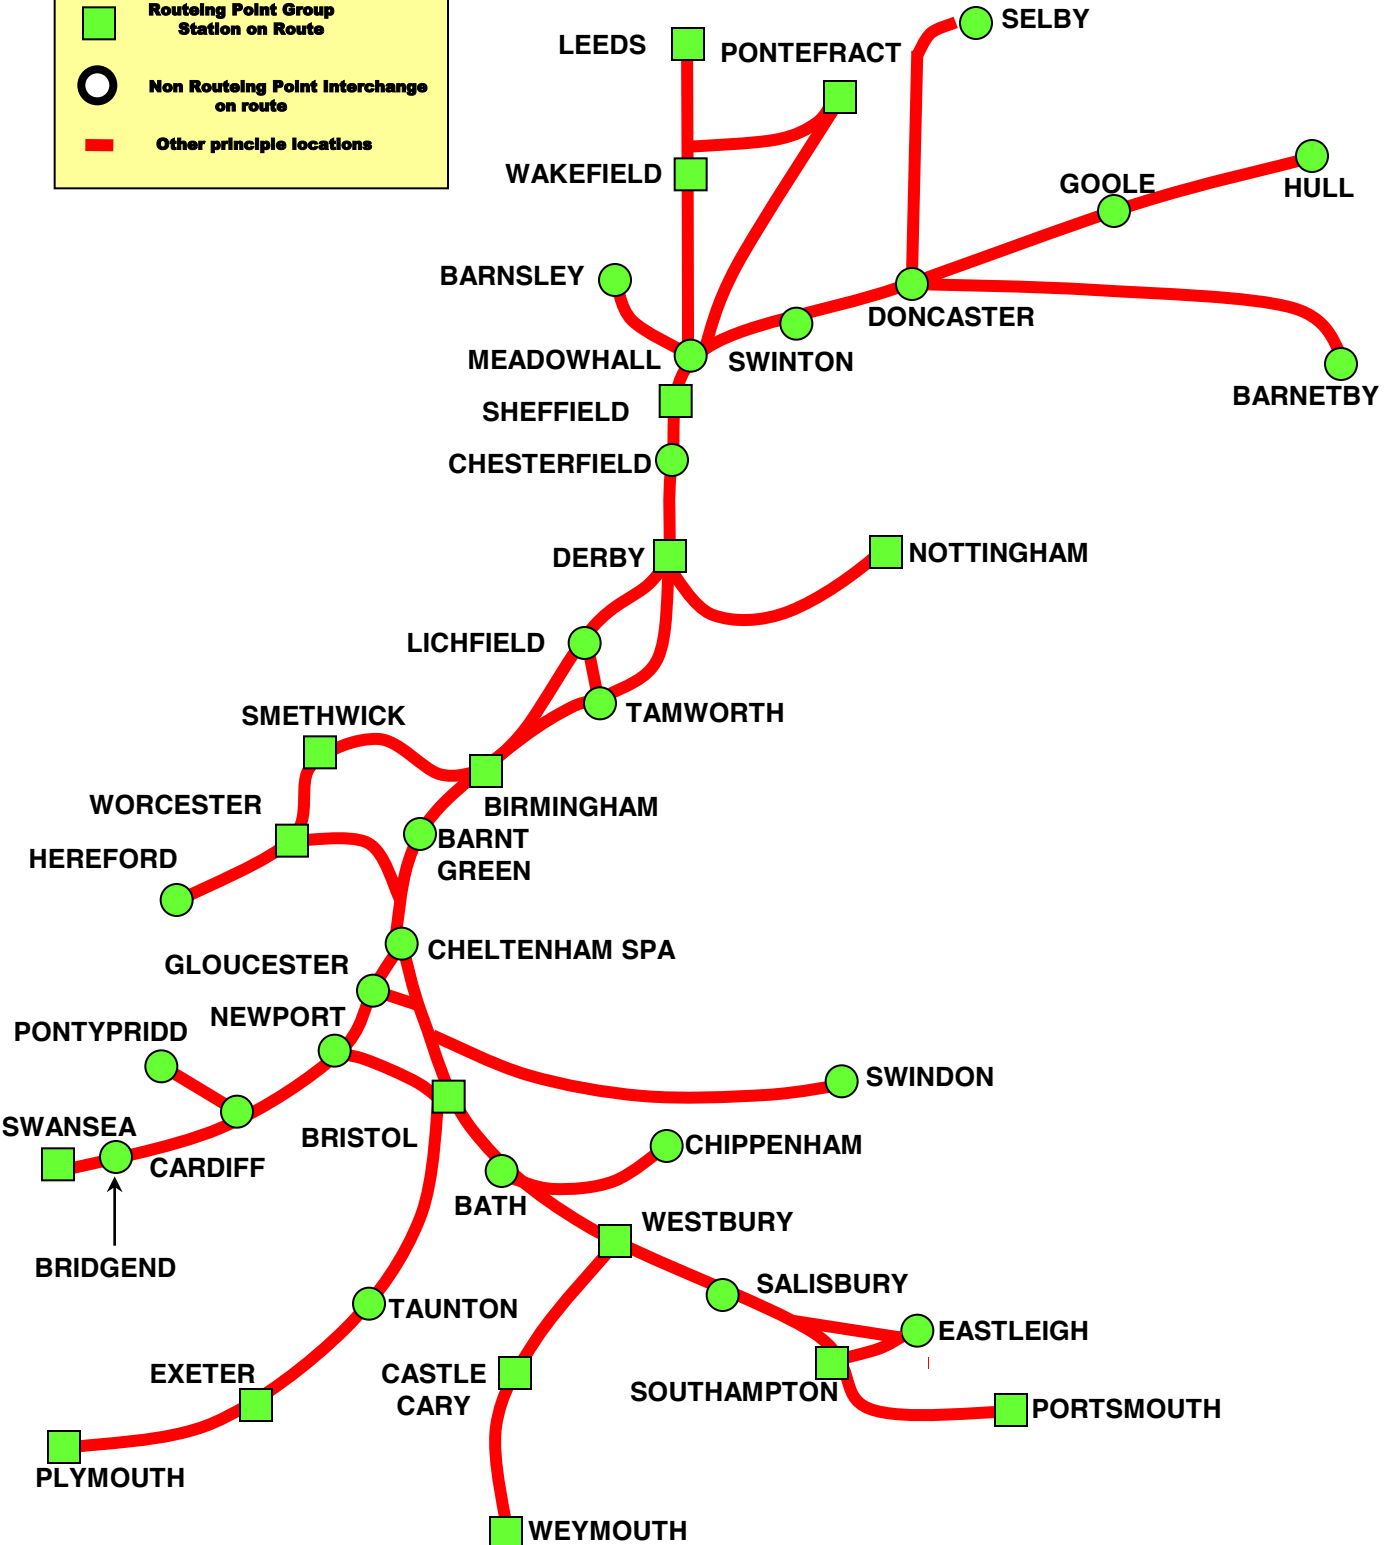 Routeing Point Group
Station on Route
Non Routeing Point Interchange
on route
Other principle locations
SELBY
LEEDS
PONTEFRACT
WAKEFIELD
GOOLE
HULL
BARNSLEY
DONCASTER
MEADOWHALL
SWINTON
BARNETBY
SHEFFIELD
CHESTERFIELD
DERBY
NOTTINGHAM
LICHFIELD
TAMWORTH
SMETHWICK
WORCESTER
BIRMINGHAM
BARNT
GREEN
HEREFORD
CHELTENHAM SPA
GLOUCESTER
NEWPORT
PONTYPRIDD
SWINDON
SWANSEA
BRISTOL
CHIPPENHAM
CARDIFF
BATH
WESTBURY
BRIDGEND
SALISBURY
TAUNTON
EASTLEIGH
EXETER
CASTLE
CARY
SOUTHAMPTON
PORTSMOUTH
PLYMOUTH
WEYMOUTH